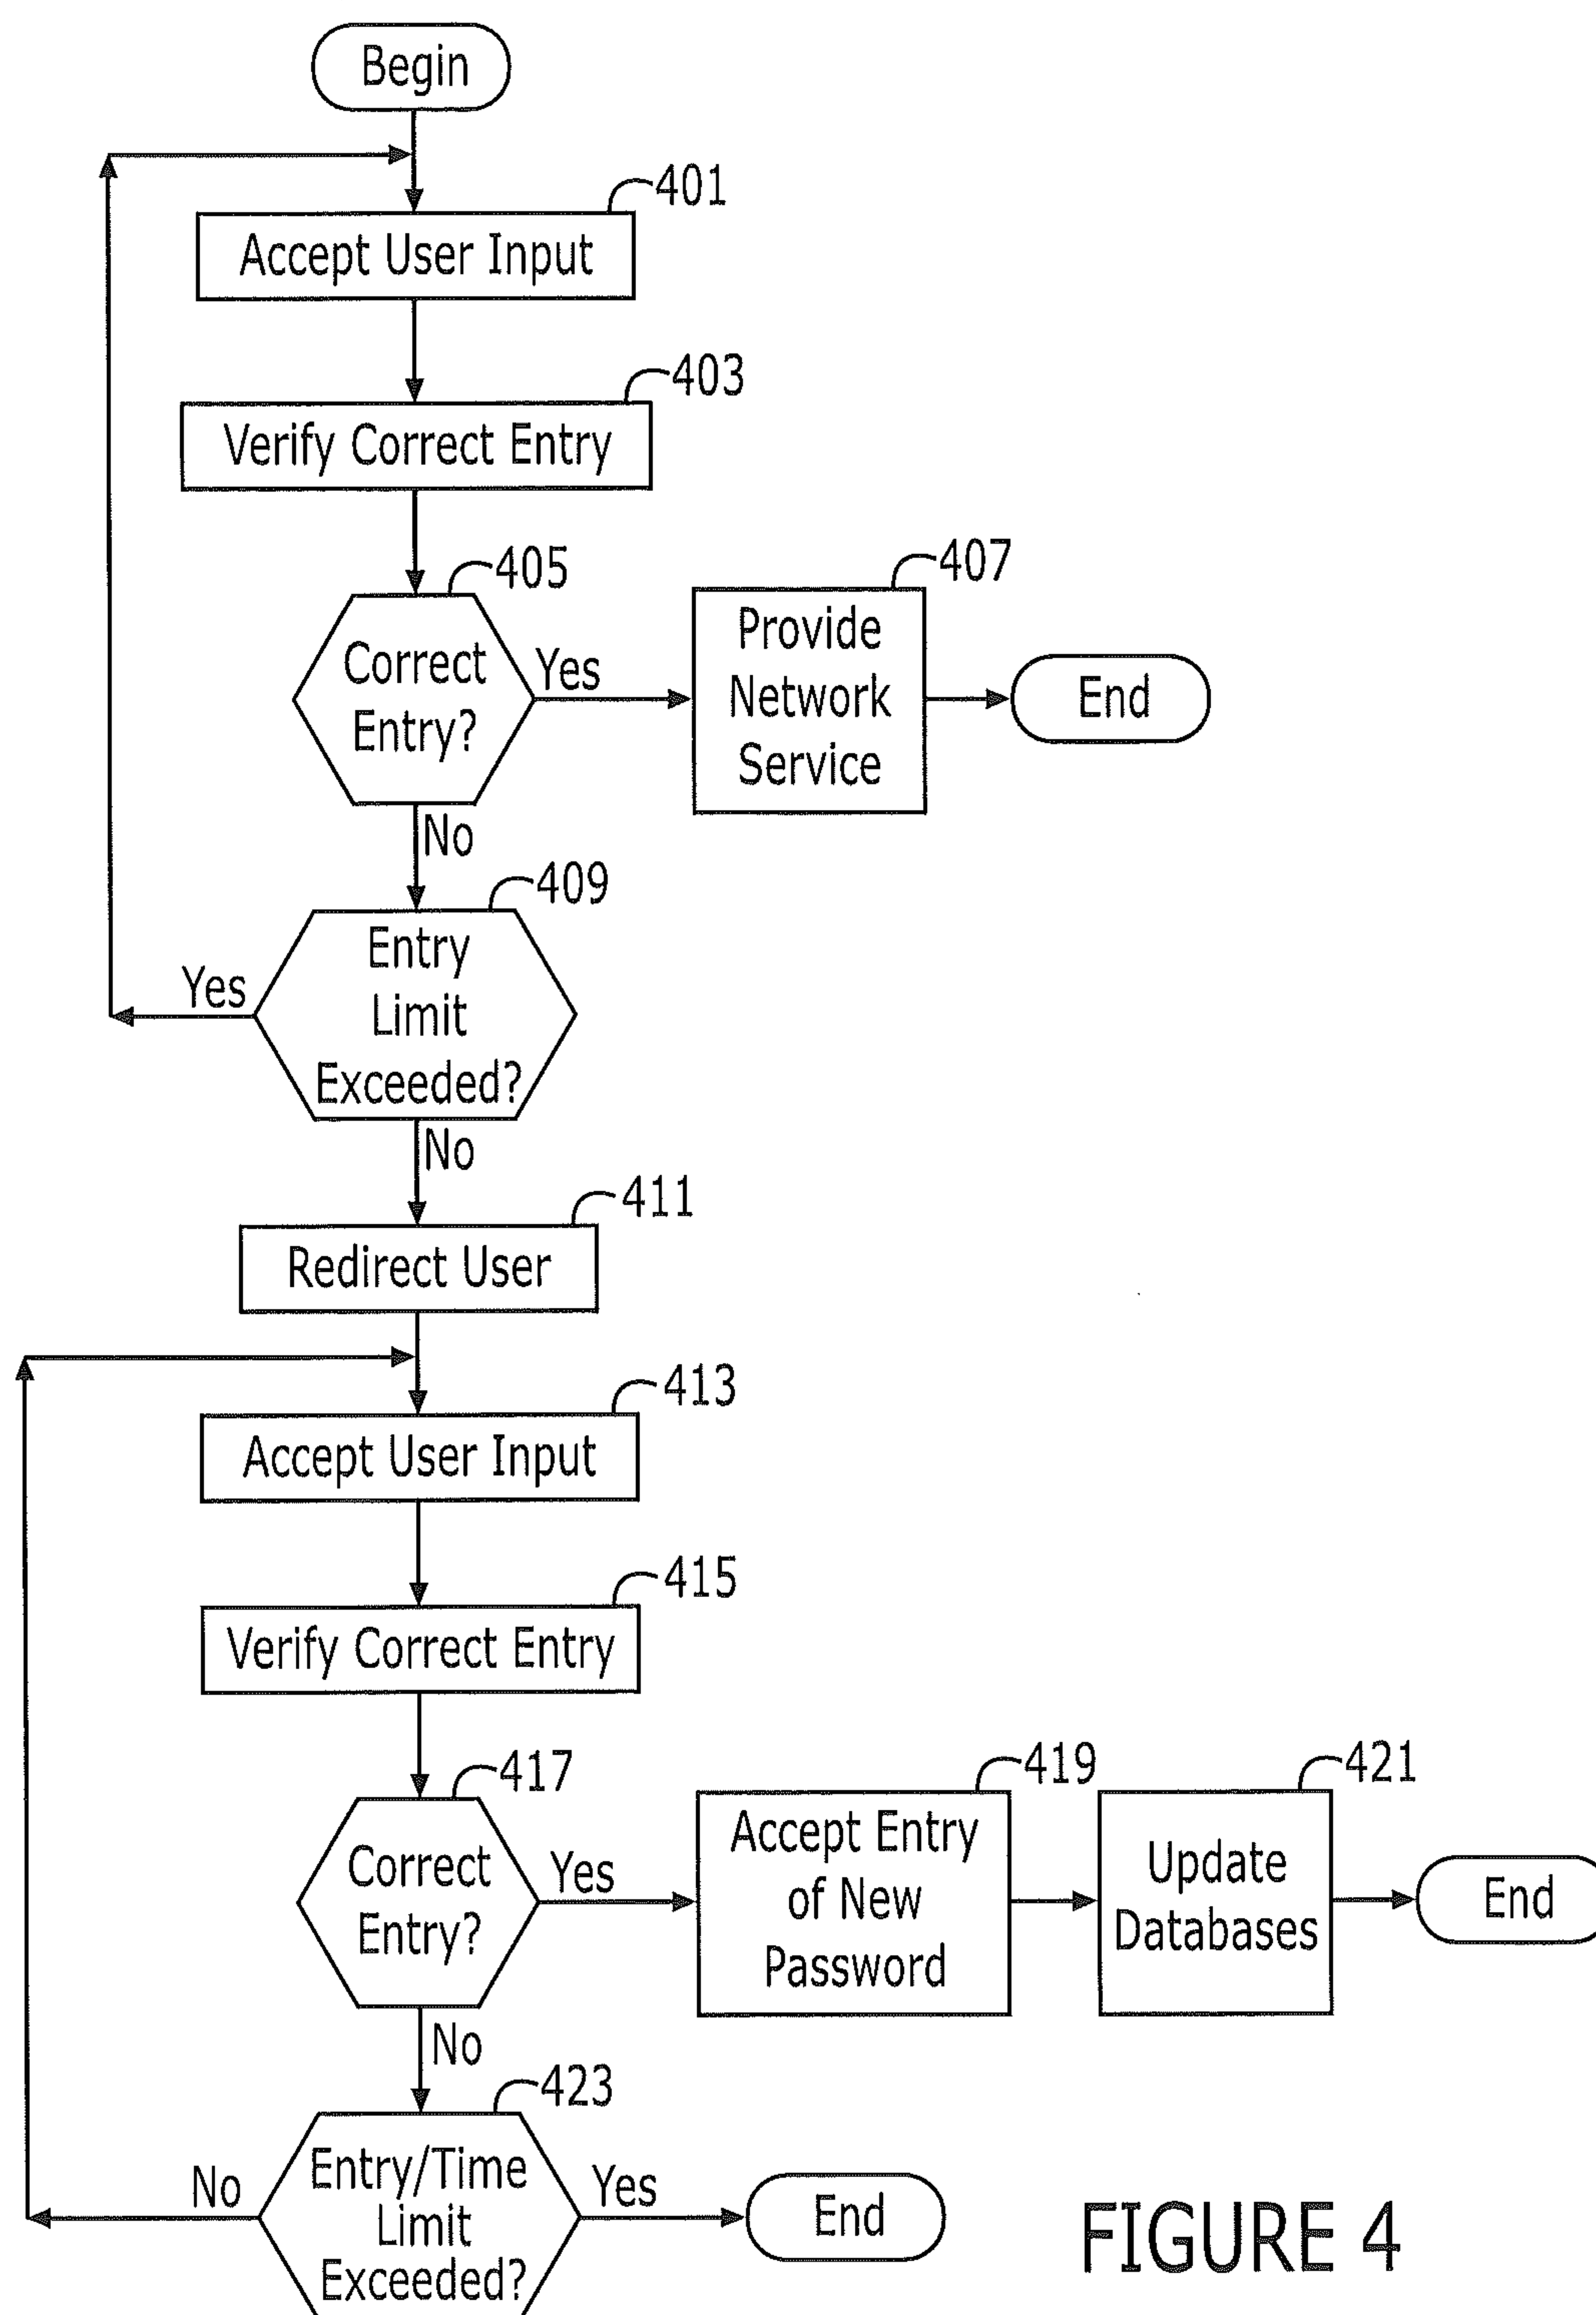 Begin
401
Accept User Input
403
Verify Correct Entry
405
Correct
Entry?
Yes
407
Provide
Network
Service
End
No
409
Entry
Limit
Exceeded?
Yes
No
411
Redirect User
413
Accept User Input
415
Verify Correct Entry
417
Correct
Entry?
Yes
419
Accept Entry
of New
Password
421
Update
Databases
End
No
423
Entry/Time
Limit
Exceeded?
No
Yes
End
FIGURE 4